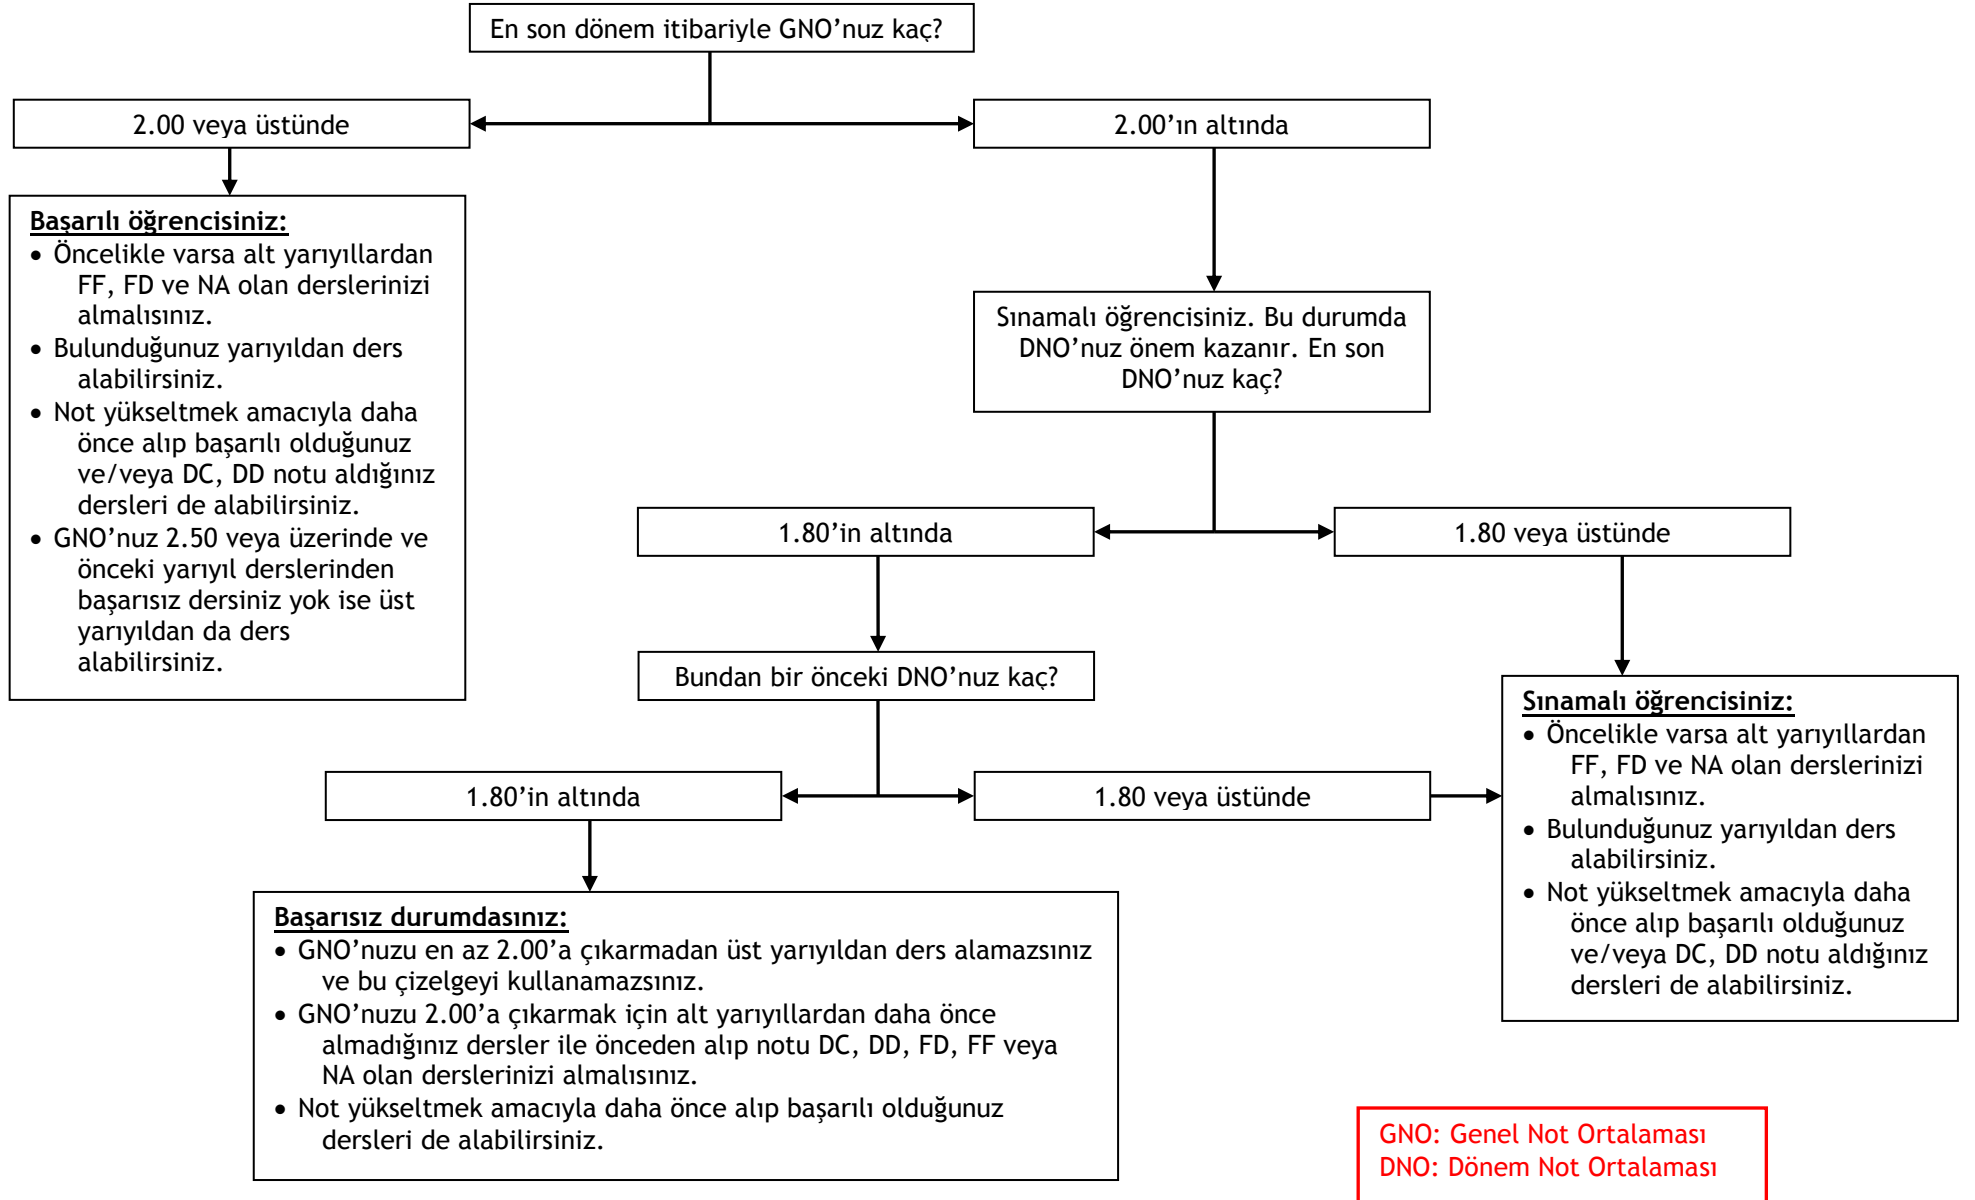 En son dönem itibariyle GNO’nuz kaç?
2.00 veya üstünde
2.00’ın altında
Başarılı öğrencisiniz:
• Öncelikle varsa alt yarıyıllardan
FF, FD ve NA olan derslerinizi
almalısınız.
• Bulunduğunuz yarıyıldan ders
alabilirsiniz.
• Not yükseltmek amacıyla daha
önce alıp başarılı olduğunuz
ve/veya DC, DD notu aldığınız
dersleri de alabilirsiniz.
• GNO’nuz 2.50 veya üzerinde ve
önceki yarıyıl derslerinden
başarısız dersiniz yok ise üst
yarıyıldan da ders
alabilirsiniz.
Sınamalı öğrencisiniz. Bu durumda
DNO’nuz önem kazanır. En son
DNO’nuz kaç?
1.80’in altında
1.80 veya üstünde
Bundan bir önceki DNO’nuz kaç?
1.80’in altında
1.80 veya üstünde
Sınamalı öğrencisiniz:
• Öncelikle varsa alt yarıyıllardan
FF, FD ve NA olan derslerinizi
almalısınız.
• Bulunduğunuz yarıyıldan ders
alabilirsiniz.
• Not yükseltmek amacıyla daha
önce alıp başarılı olduğunuz
ve/veya DC, DD notu aldığınız
dersleri de alabilirsiniz.
Başarısız durumdasınız:
• GNO’nuzu en az 2.00’a çıkarmadan üst yarıyıldan ders alamazsınız
ve bu çizelgeyi kullanamazsınız.
• GNO’nuzu 2.00’a çıkarmak için alt yarıyıllardan daha önce
almadığınız dersler ile önceden alıp notu DC, DD, FD, FF veya
NA olan derslerinizi almalısınız.
• Not yükseltmek amacıyla daha önce alıp başarılı olduğunuz
dersleri de alabilirsiniz.
GNO: Genel Not Ortalaması
DNO: Dönem Not Ortalaması